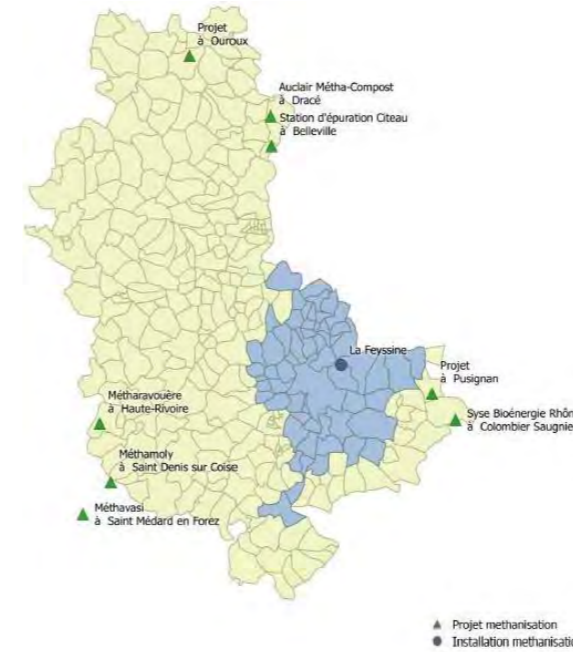 Projet
à Ouroux
Auclair Métha-Compost
à Dracé
Station d'épuration Citeau
à Belleville
La Feyssine
Projet
à Pusignan
Syse Bioénergie Rhôn
à Colombier Saugnie
Métharavouère
à Haute-Rivoire
Méthamoly
à Saint Denis sur Coise
Méthavasi
à Saint Médard en Forez
Projet methanisation
Installation methanisatio